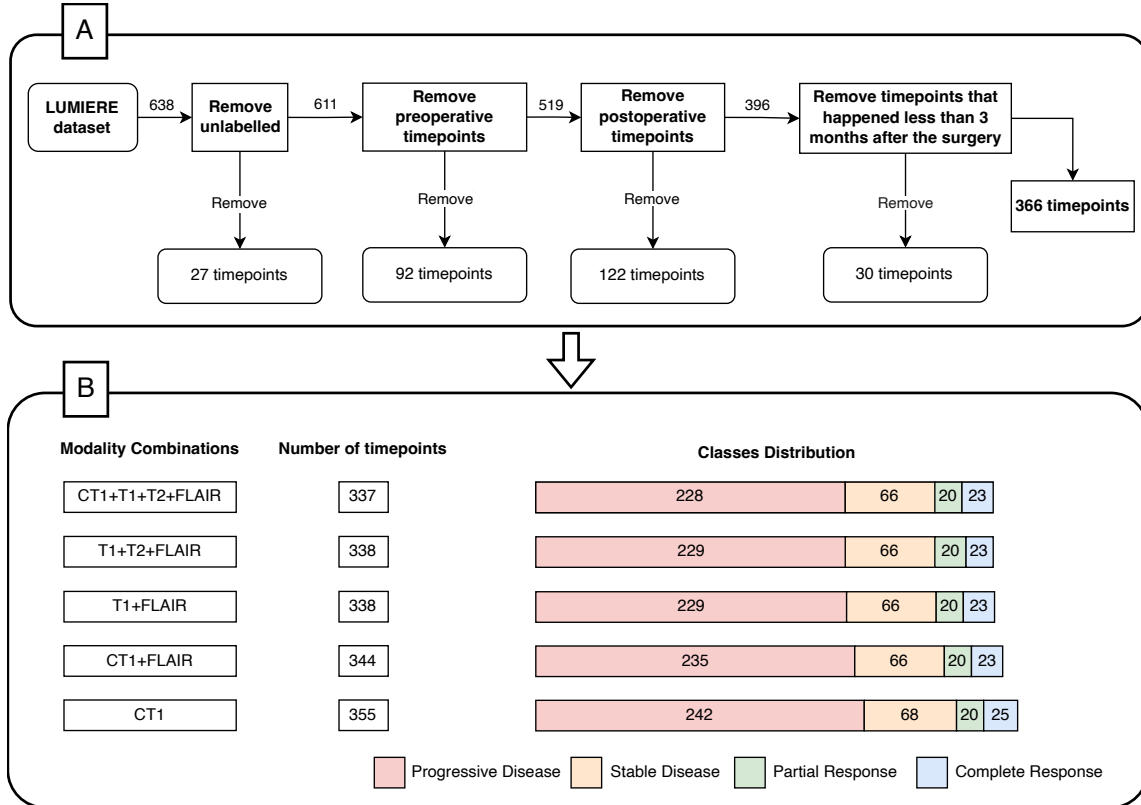 A
LUMIERE
dataset
638
Remove
unlabelled
611
Remove
preoperative
timepoints
519
Remove
postoperative
timepoints
396
Remove timepoints that
happened less than 3
months after the surgery
366 timepoints
Remove
Remove
Remove
Remove
27 timepoints
92 timepoints
122 timepoints
30 timepoints
B
Modality Combinations
Number of timepoints
Classes Distribution
CT1+T1+T2+FLAIR
337
228
66
20
23
T1+T2+FLAIR
338
229
66
20
23
T1+FLAIR
338
229
66
20
23
CT1+FLAIR
344
235
66
20
23
CT1
355
242
68
20
25
Progressive Disease
Stable Disease
Partial Response
Complete Response